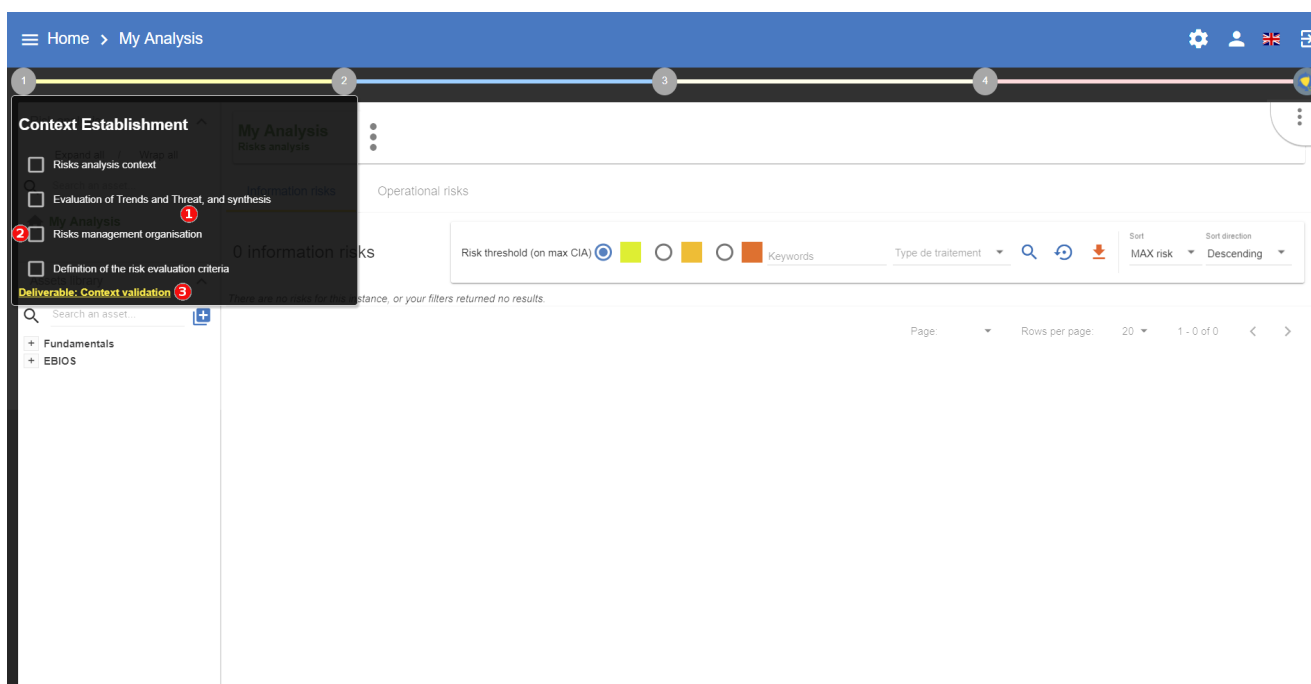 Home > My Analysis
1 2 3 4
Context Establishment
Risks analysis context
Evaluation of Trends and Threat, and synthesis
1
2 Risks management organisation
Definition of the risk evaluation criteria
Deliverable: Context validation 3
My Analysis
Risks analysis
Information risks Operational risks
My Analysis
0 information risks
Risk threshold (on max CIA) Keywords Type de traitement
Sort Sort direction
MAX risk Descending
There are no risks for this instance, or your filters returned no results.
Search an asset...
+ Fundamentals
+ EBIOS
Page: Rows per page: 20 1 - 0 of 0 < >